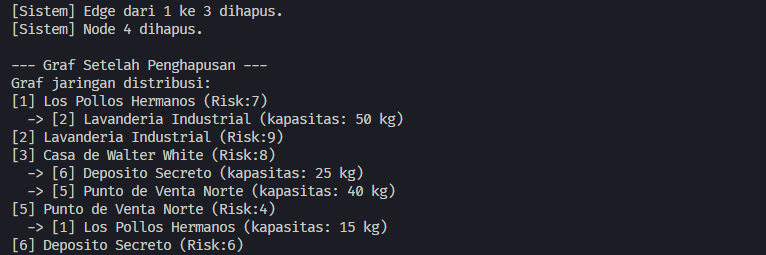 [Sistem] Edge dari 1 ke 3 dihapus.
[Sistem] Node 4 dihapus.
--- Graf Setelah Penghapusan ---
Graf jaringan distribusi:
[1] Los Pollos Hermanos (Risk:7)
-> [2] Lavanderia Industrial (kapasitas: 50 kg)
[2] Lavanderia Industrial (Risk:9)
[3] Casa de Walter White (Risk:8)
-> [6] Deposito Secreto (kapasitas: 25 kg)
-> [5] Punto de Venta Norte (kapasitas: 40 kg)
[5] Punto de Venta Norte (Risk:4)
-> [1] Los Pollos Hermanos (kapasitas: 15 kg)
[6] Deposito Secreto (Risk:6)